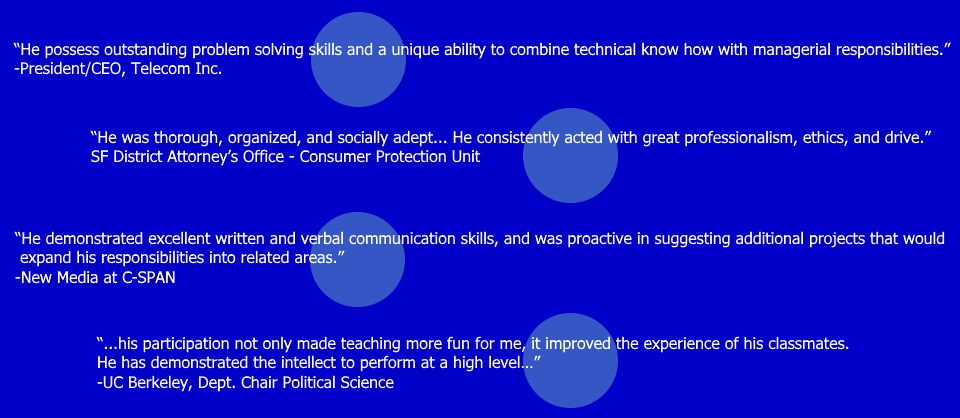 “He possess outstanding problem solving skills and a unique ability to combine technical know how with managerial responsibilities.”
-President/CEO, Telecom Inc.
“He was thorough, organized, and socially adept... He consistently acted with great professionalism, ethics, and drive.”
SF District Attorney’s Office - Consumer Protection Unit
“He demonstrated excellent written and verbal communication skills, and was proactive in suggesting additional projects that would
expand his responsibilities into related areas.”
-New Media at C-SPAN
“...his participation not only made teaching more fun for me, it improved the experience of his classmates.
He has demonstrated the intellect to perform at a high level...”
-UC Berkeley, Dept. Chair Political Science